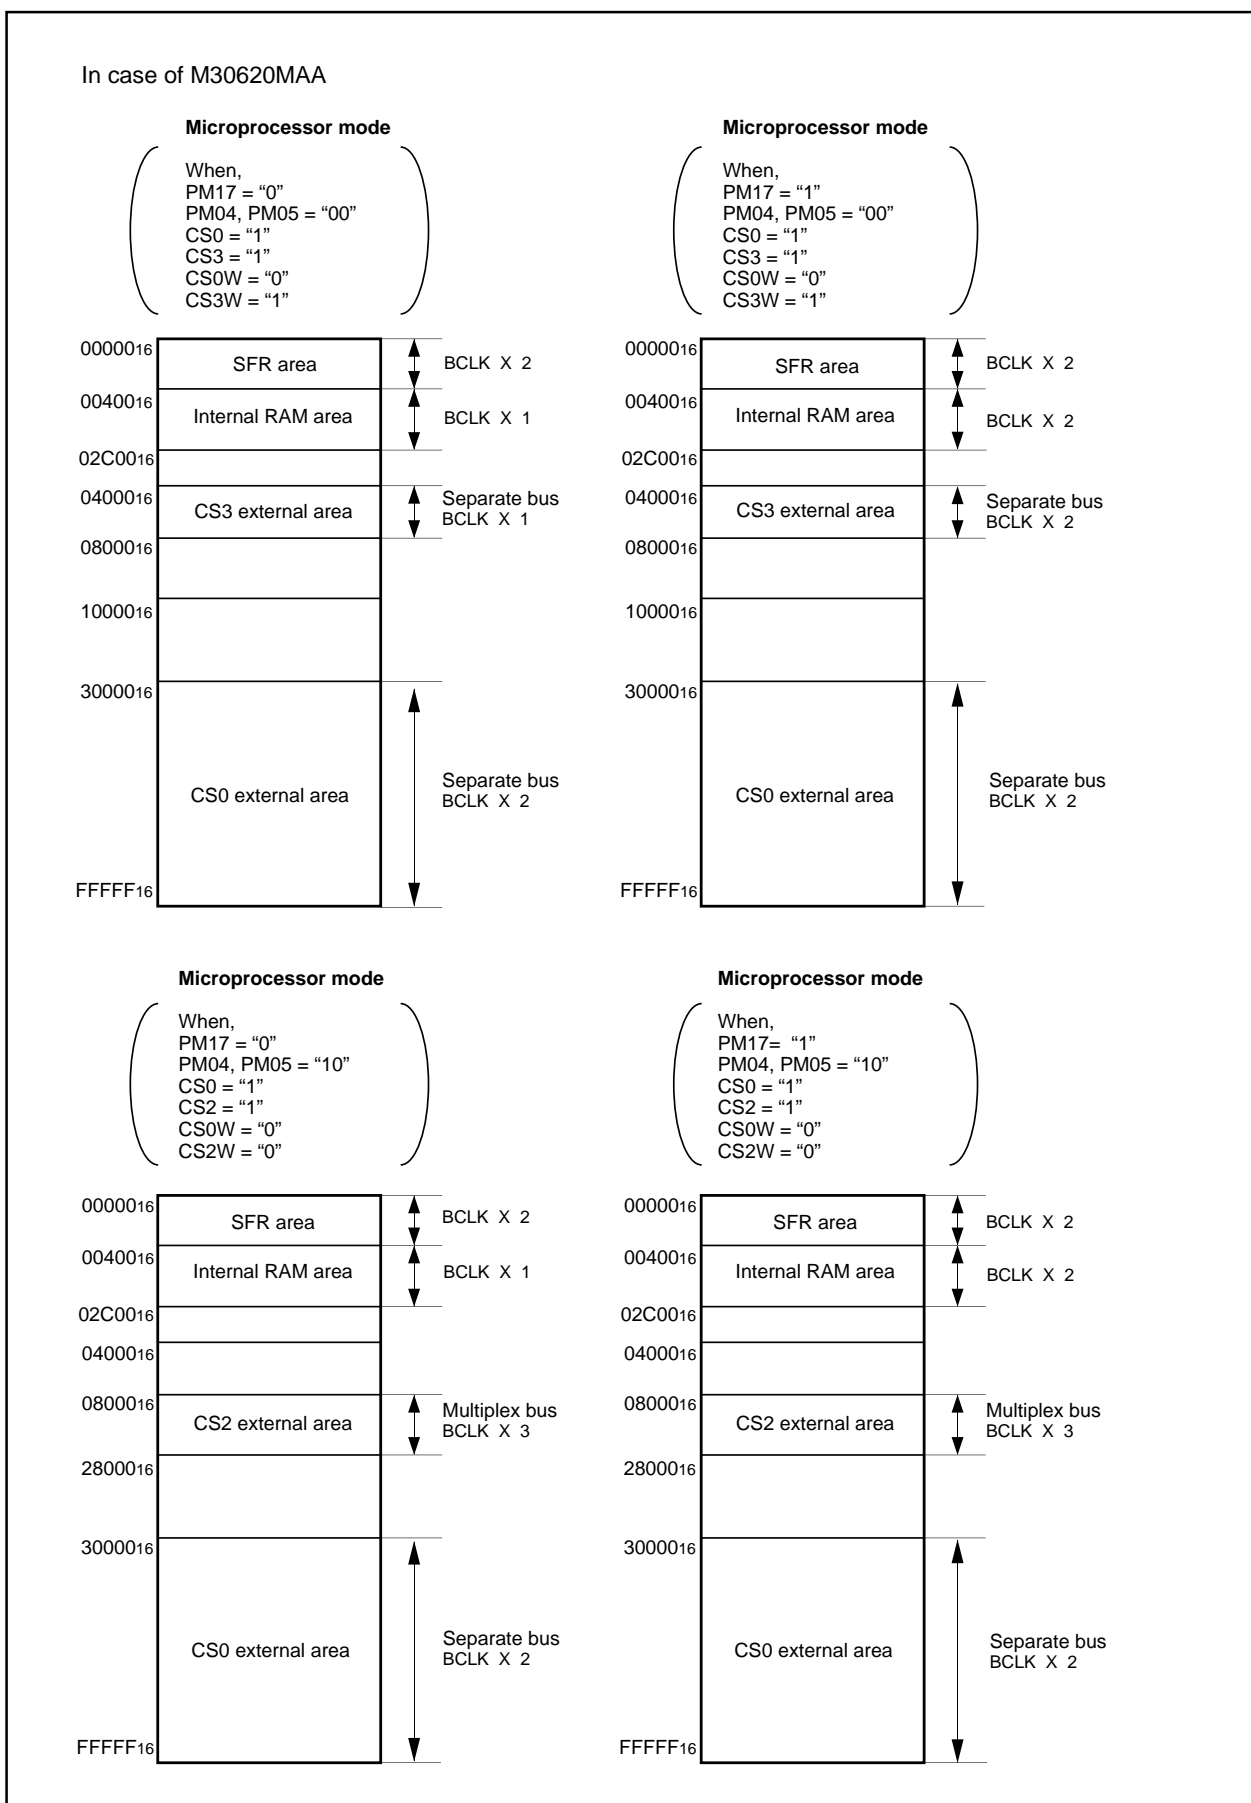 In case of M30620MAA
Microprocessor mode
When,
PM17 = “0”
PM04, PM05 = “00”
CS0 = “1”
CS3 = “1”
CS0W = “0”
CS3W = “1”
0000016
SFR area
BCLK X 2
0040016
Internal RAM area
BCLK X 1
02C0016
0400016
CS3 external area
Separate bus
BCLK X 1
0800016
1000016
3000016
CS0 external area
Separate bus
BCLK X 2
FFFFF16
Microprocessor mode
When,
PM17 = “1”
PM04, PM05 = “00”
CS0 = “1”
CS3 = “1”
CS0W = “0”
CS3W = “1”
0000016
SFR area
BCLK X 2
0040016
Internal RAM area
BCLK X 2
02C0016
0400016
CS3 external area
Separate bus
BCLK X 2
0800016
1000016
3000016
CS0 external area
Separate bus
BCLK X 2
FFFFF16
Microprocessor mode
When,
PM17 = “0”
PM04, PM05 = “10”
CS0 = “1”
CS2 = “1”
CS0W = “0”
CS2W = “0”
0000016
SFR area
BCLK X 2
0040016
Internal RAM area
BCLK X 1
02C0016
0400016
0800016
CS2 external area
Multiplex bus
BCLK X 3
2800016
3000016
CS0 external area
Separate bus
BCLK X 2
FFFFF16
Microprocessor mode
When,
PM17= “1”
PM04, PM05 = “10”
CS0 = “1”
CS2 = “1”
CS0W = “0”
CS2W = “0”
0000016
SFR area
BCLK X 2
0040016
Internal RAM area
BCLK X 2
02C0016
0400016
0800016
CS2 external area
Multiplex bus
BCLK X 3
2800016
3000016
CS0 external area
Separate bus
BCLK X 2
FFFFF16